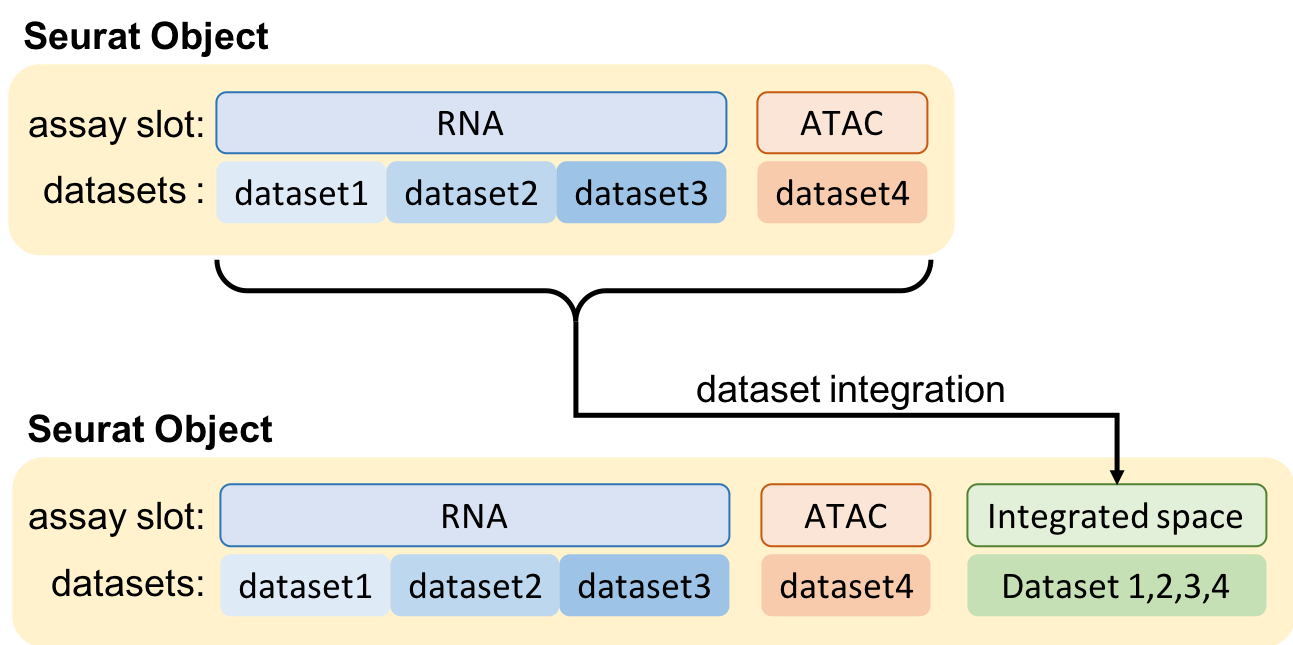 Seurat Object
assay slot: RNA ATAC
datasets : dataset1 dataset2 dataset3 dataset4
dataset integration
Seurat Object
assay slot: RNA ATAC Integrated space
datasets: dataset1 dataset2 dataset3 dataset4 Dataset 1,2,3,4